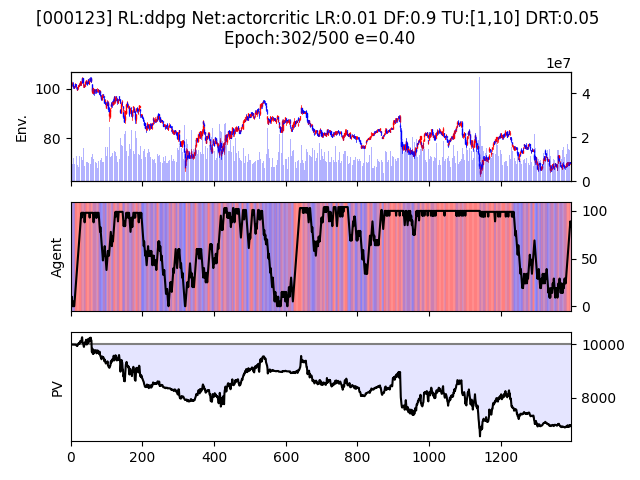 [000123] RL:ddpg Net:actorcritic LR:0.01 DF:0.9 TU:[1,10] DRT:0.05
Epoch:302/500 e=0.40
1e7
100
80
Env.
4
2
0
Agent
100
50
0
PV
10000
8000
0 200 400 600 800 1000 1200